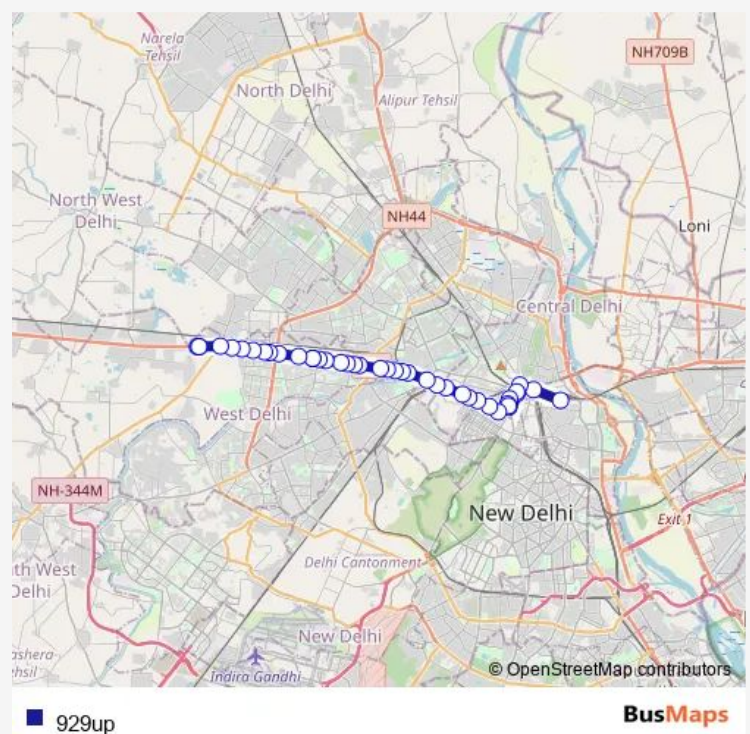 Narela
Tehsil
NH709B
North Delhi
Alipur Tehsil
North West
Delhi
NH44
Loni
Central Delhi
West Delhi
NH-344M
New Delhi
Exit 1
th West
Delhi
Delhi Cantonment
New Delhi
ashera
ehsil
Indira Gandhi
© OpenStreetMap contributors
929up
BusMaps